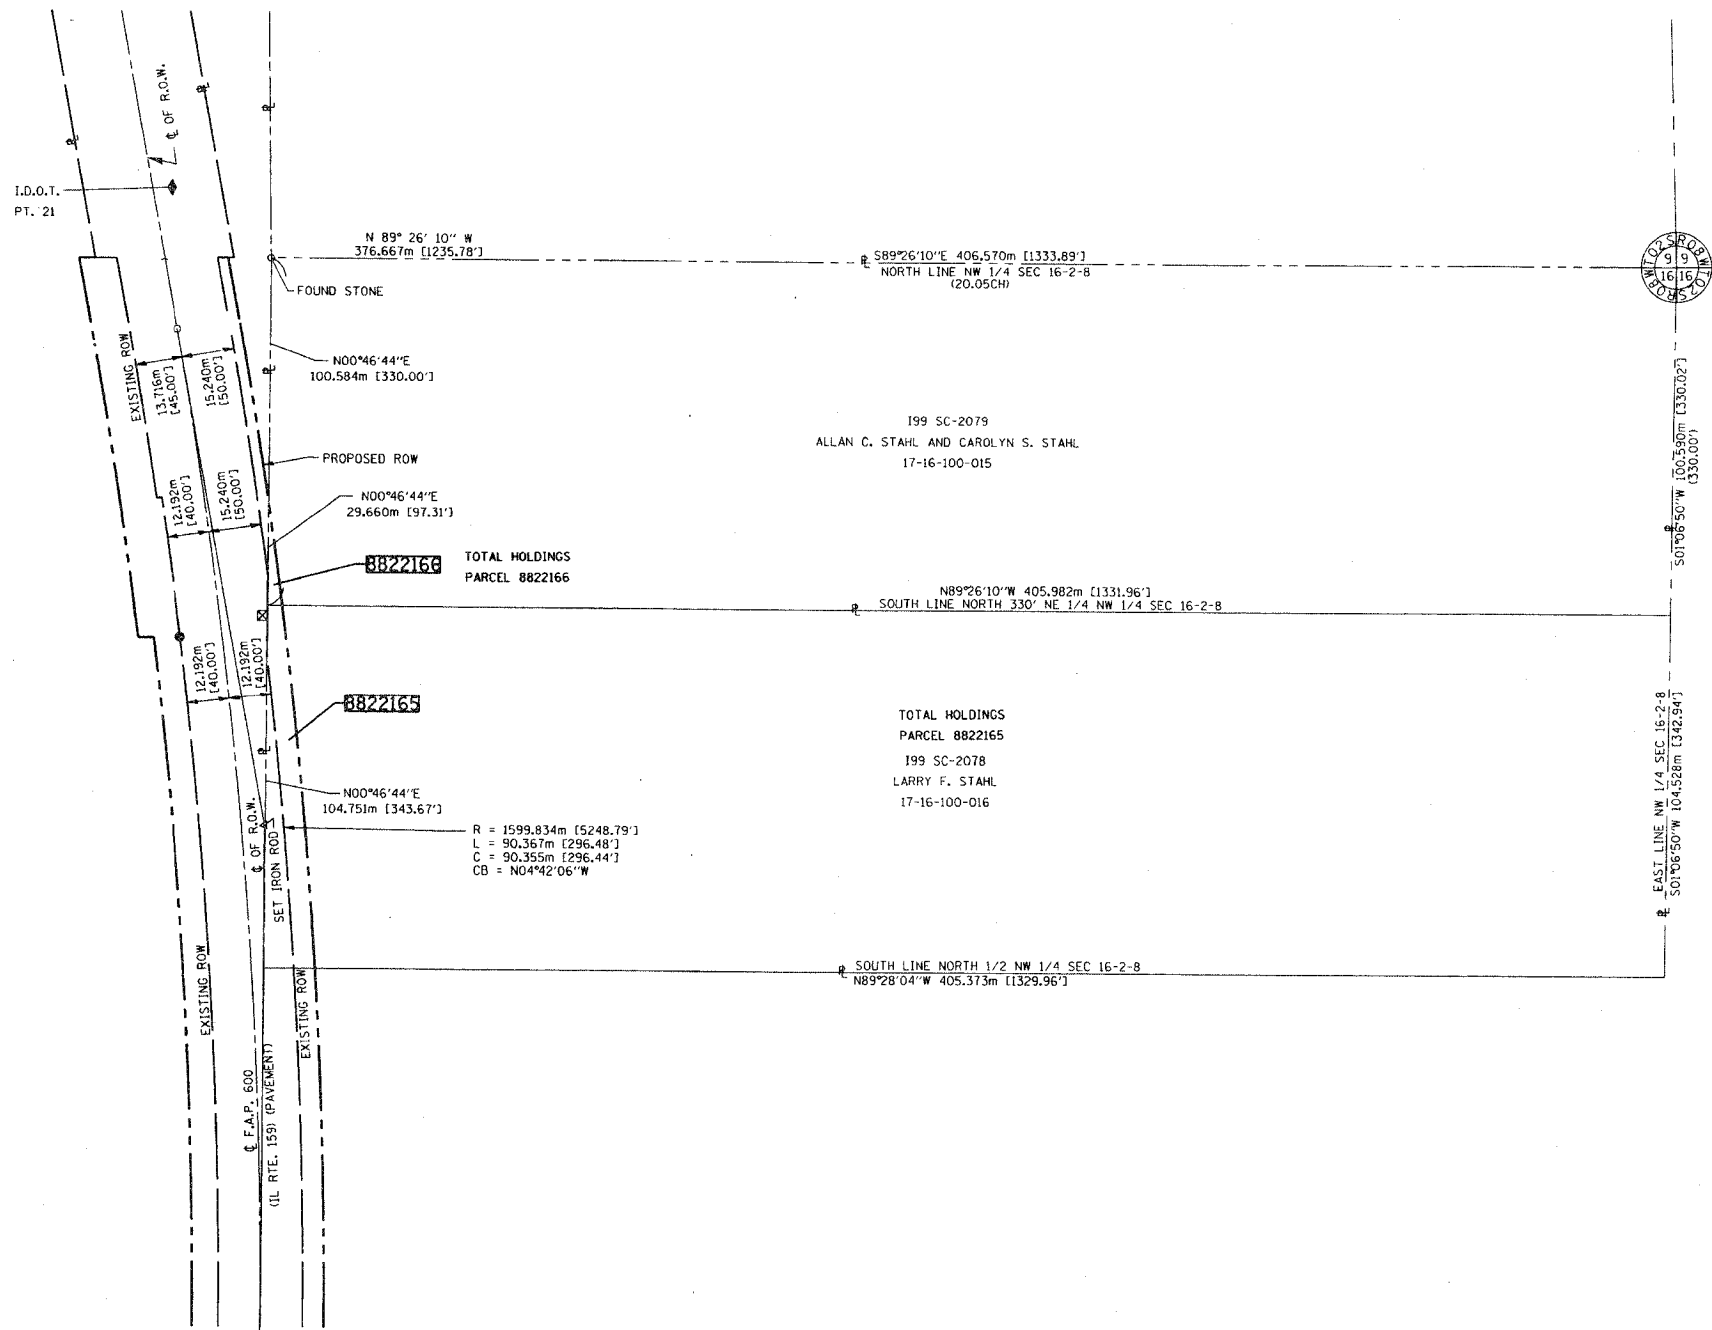 ₵ OF R.O.W.
I.D.O.T.
PT. 21
N 89° 26' 10" W
376.667m [1235.78']
FOUND STONE
S89°26'10"E 406.570m [1333.89']
NORTH LINE NW 1/4 SEC 16-2-8
(20.05CH)
T02SR08W
T02SR08W
9 9
16 16
EXISTING ROW
13.716m
[45.00']
15.240m
[50.00']
N00°46'44"E
100.584m [330.00']
PROPOSED ROW
N00°46'44"E
29.660m [97.31']
12.192m
[40.00']
15.240m
[50.00']
I99 SC-2079
ALLAN C. STAHL AND CAROLYN S. STAHL
17-16-100-015
S01°06'50"W 100.590m [330.02']
(330.00')
8822166
TOTAL HOLDINGS
PARCEL 8822166
N89°26'10"W 405.982m [1331.96']
SOUTH LINE NORTH 330' NE 1/4 NW 1/4 SEC 16-2-8
12.192m
[40.00']
12.192m
[40.00']
8822165
TOTAL HOLDINGS
PARCEL 8822165
I99 SC-2078
LARRY F. STAHL
17-16-100-016
EAST LINE NW 1/4 SEC 16-2-8
S01°06'50"W 104.528m [342.94']
N00°46'44"E
104.751m [343.67']
₵ OF R.O.W.
SET IRON ROD
R = 1599.834m [5248.79']
L = 90.367m [296.48']
C = 90.355m [296.44']
CB = N04°42'06"W
SOUTH LINE NORTH 1/2 NW 1/4 SEC 16-2-8
N89°28'04"W 405.373m [1329.96']
EXISTING ROW
EXISTING ROW
₵ F.A.P. 600
(IL RTE. 159) (PAVEMENT)